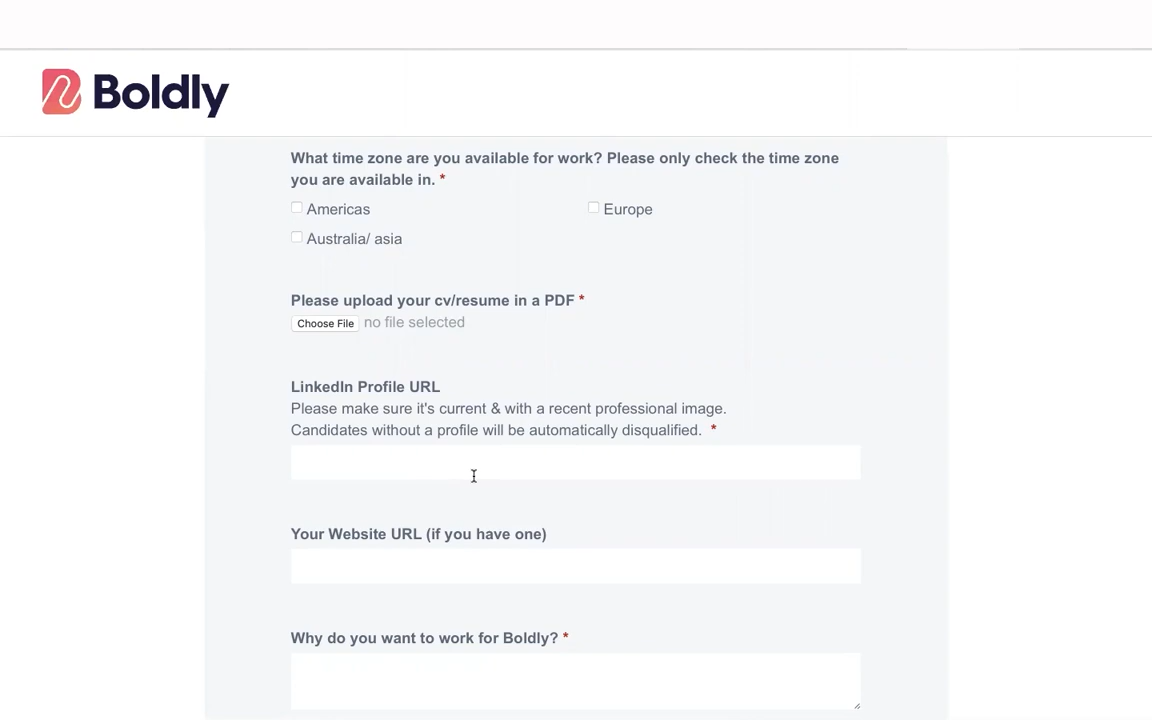 Boldly
What time zone are you available for work? Please only check the time zone
you are available in. *
Americas
Europe
Australia/ asia
Please upload your cv/resume in a PDF *
Choose File no file selected
LinkedIn Profile URL
Please make sure it's current & with a recent professional image.
Candidates without a profile will be automatically disqualified. *
Your Website URL (if you have one)
Why do you want to work for Boldly? *